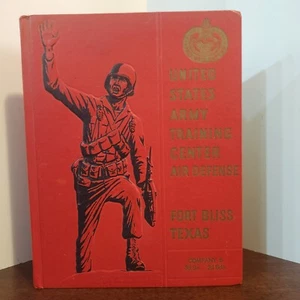 UNITED
STATES
ARMY
TRAINING
CENTER
AIR DEFENSE
FORT BLISS
TEXAS